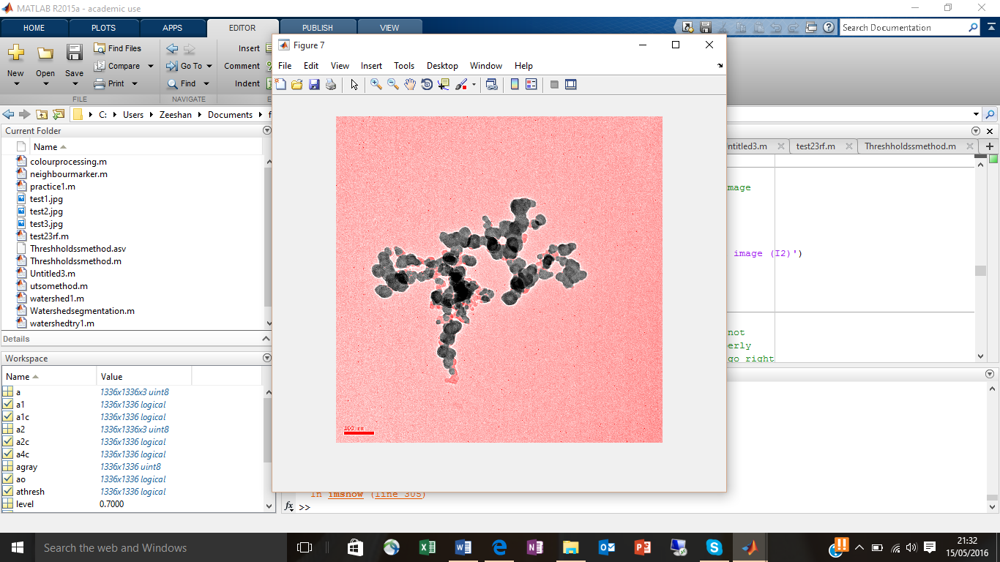 MATLAB R2015a - academic use
HOME PLOTS APPS EDITOR PUBLISH VIEW
Search Documentation
New Open Save Find Files Compare Print
Go To Find
Insert
Comment
Indent
FILE NAVIGATE
C: Users Zeeshan Documents
Current Folder
Name
colourprocessing.m
neighbourmarker.m
practice1.m
test1.jpg
test2.jpg
test3.jpg
test23rf.m
Threshholdssmethod.asv
Threshholdssmethod.m
Untitled3.m
utsomethod.m
watershed1.m
Watershedsegmentation.m
watershedtry1.m
Details
Workspace
Name Value
a 1336x1336x3 uint8
a1 1336x1336 logical
a1c 1336x1336 logical
a2 1336x1336x3 uint8
a2c 1336x1336 logical
a4c 1336x1336 logical
agray 1336x1336 uint8
ao 1336x1336 logical
athresh 1336x1336 logical
level 0.7000
Figure 7
File Edit View Insert Tools Desktop Window Help
100 nm
ntitled3.m test23rf.m Threshholdssmethod.m
mage
image (I2)')
not
erly
go right
In imshow (line 305)
fx >>
Search the web and Windows
21:32
15/05/2016